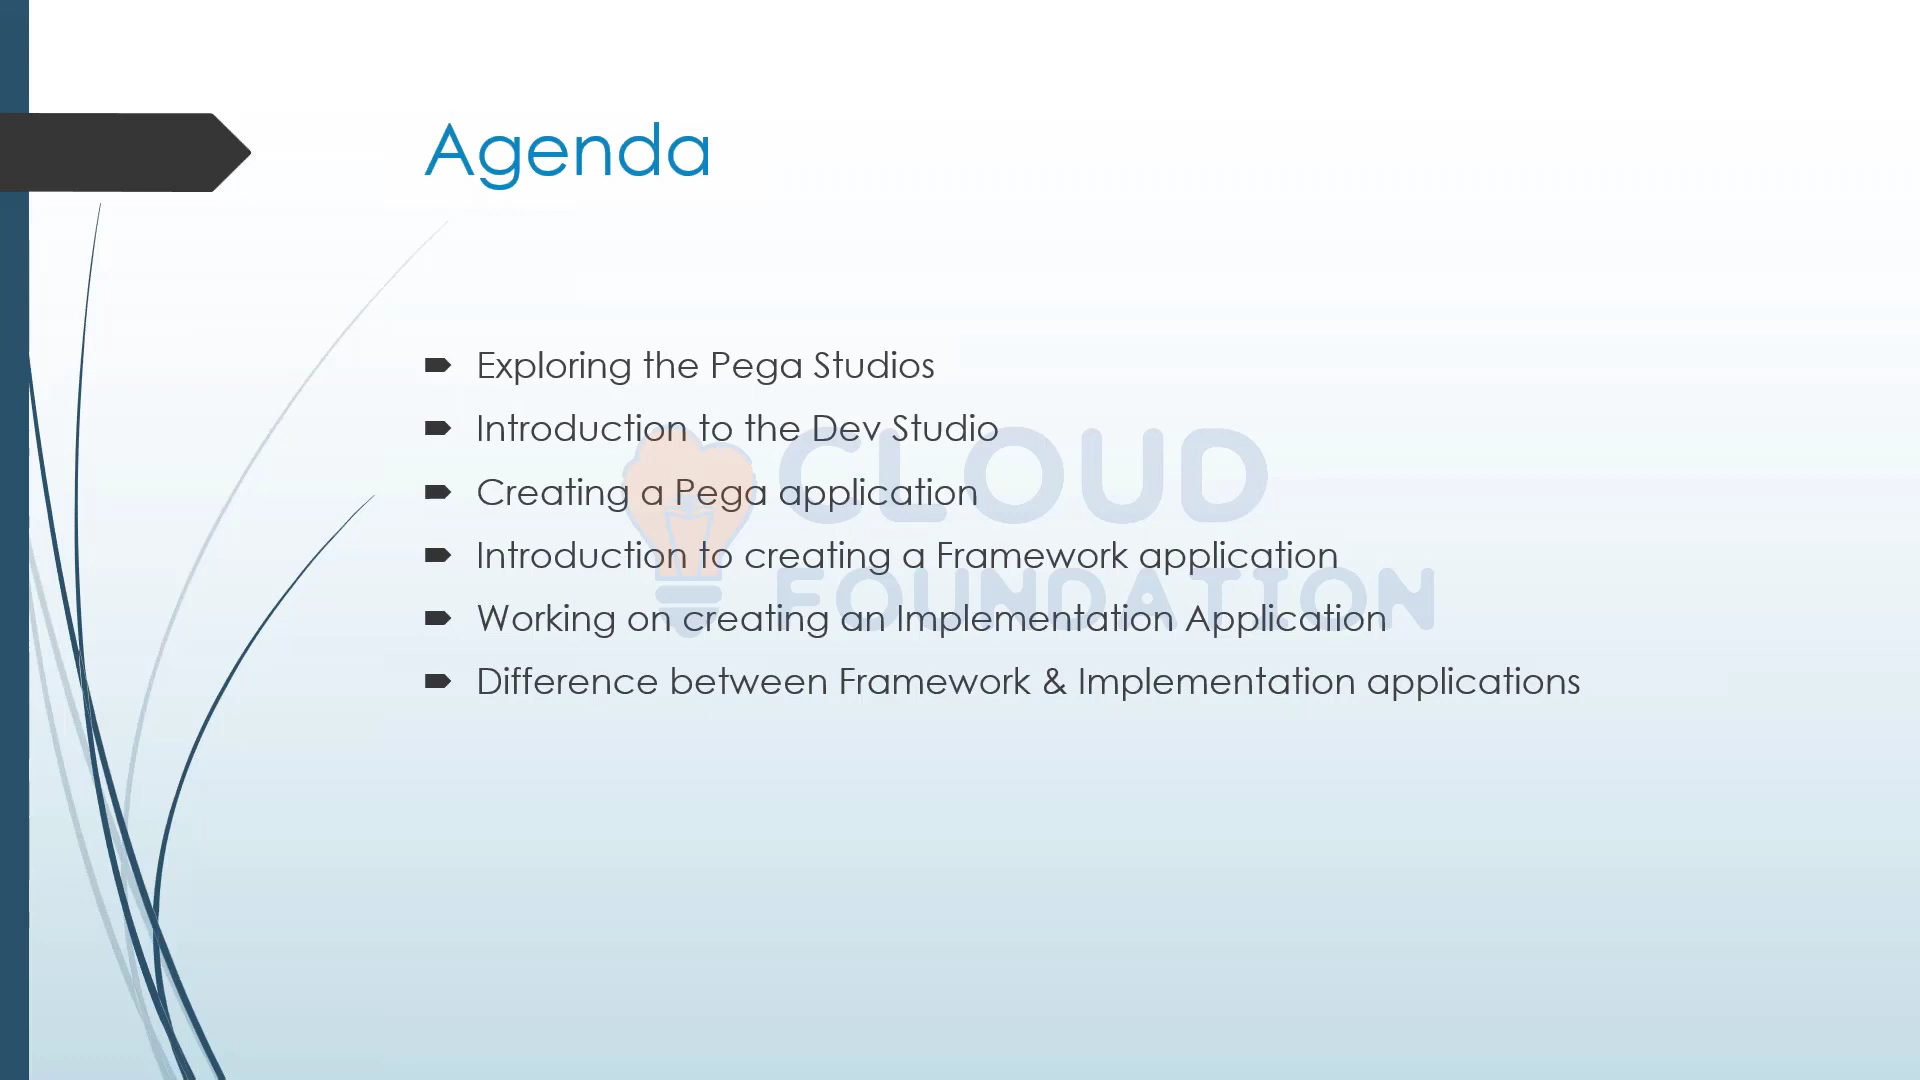 Agenda
Exploring the Pega Studios
Introduction to the Dev Studio
Creating a Pega application
Introduction to creating a Framework application
Working on creating an Implementation Application
Difference between Framework & Implementation applications
CLOUD
FOUNDATION